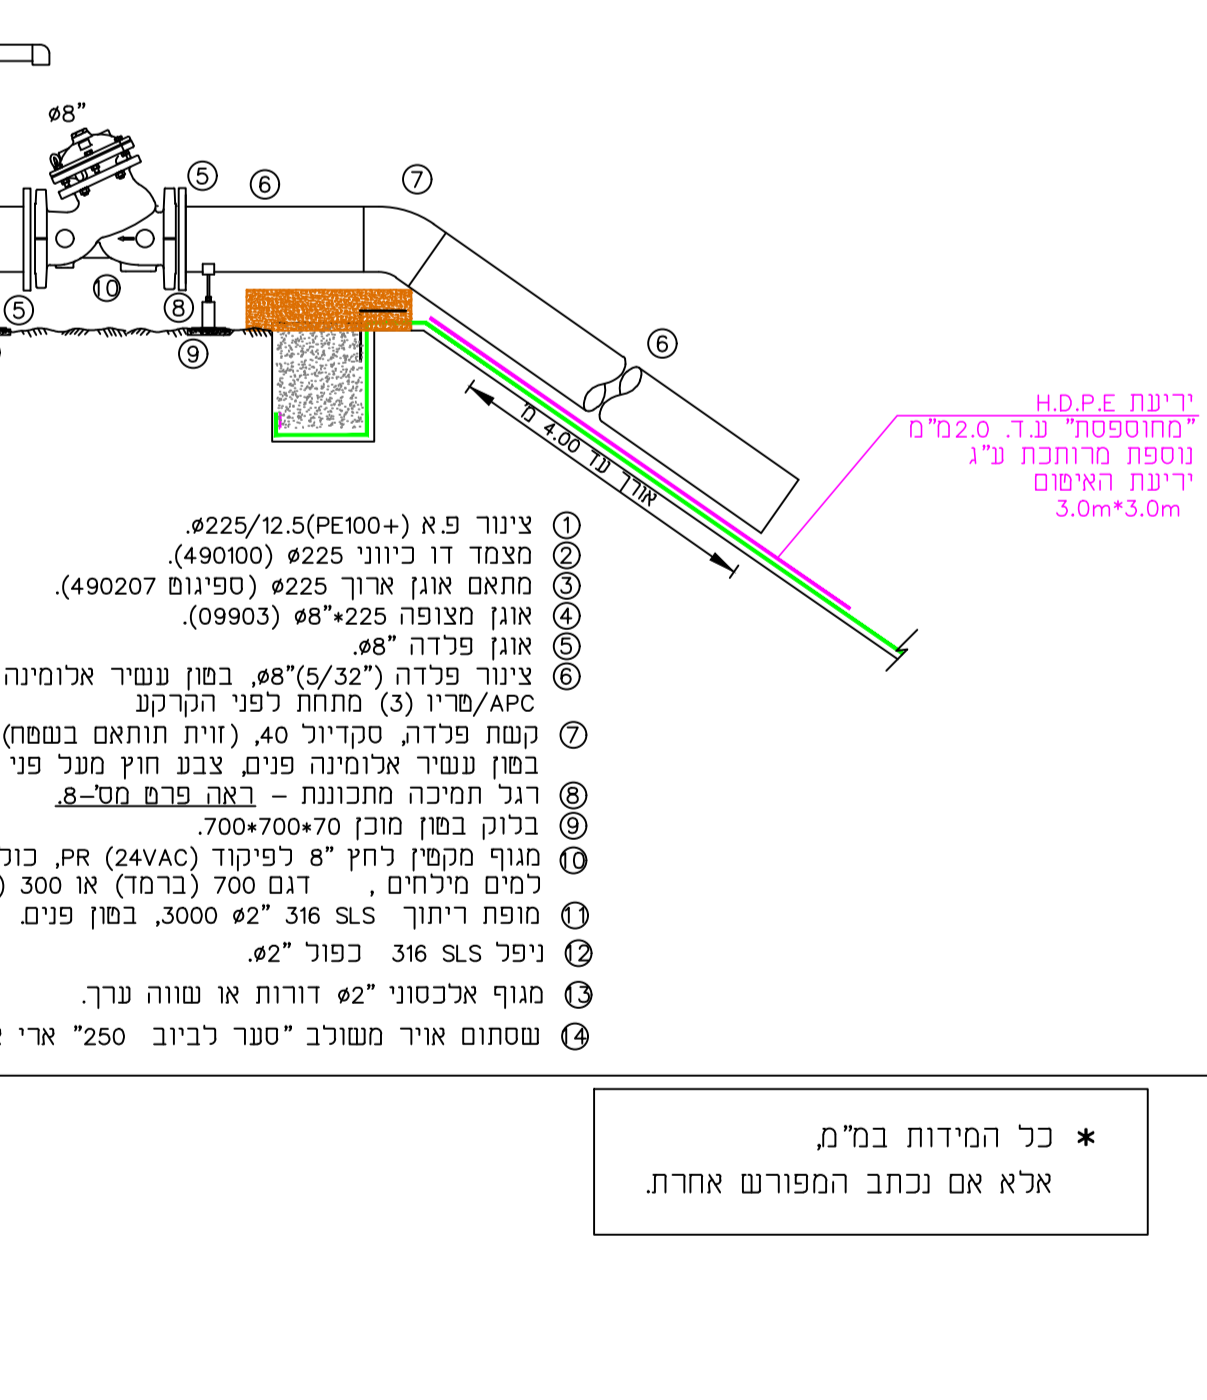 ø8”
5
6
7
10
5
8
9
6
אורך עד 4.00 מ'
יריעת H.D.P.E
"מחוספסת" ע.ד. 2.0מ"מ
נוספת מרותכת ע"ג
יריעת האיטום
3.0m*3.0m
1 צינור פ.א (PE100+)ø225/12.5.
2 מצמד דו כיווני ø225 (490100).
3 מתאם אוגן ארוך ø225 (ספיגוט 490207).
4 אוגן מצופה ø8"*225 (09903).
5 אוגן פלדה ø8".
6 צינור פלדה ø8"(5/32"), בטון עשיר אלומינה
APC/טריו (3) מתחת לפני הקרקע
7 קשת פלדה, סקדיול 40, (זוית תותאם בשטח)
בטון עשיר אלומינה פנים, צבע חוץ מעל פני
8 רגל תמיכה מתכווננת – ראה פרט מס'-8.
9 בלוק בטון מוכן 700*700*70.
10 מגוף מקטין לחץ 8" לפיקוד PR (24VAC),
למים מילחים , דגם 700 (ברמד) או 300 (
11 מופת ריתוך 316 SLS ø2" 3000, בטון פנים.
12 ניפל 316 SLS כפול ø2".
13 מגוף אלכסוני ø2" דורות או שווה ערך.
14 שסתום אויר משולב "סער לביוב 250" ארי
* כל המידות במ"מ,
אלא אם נכתב המפורש אחרת.